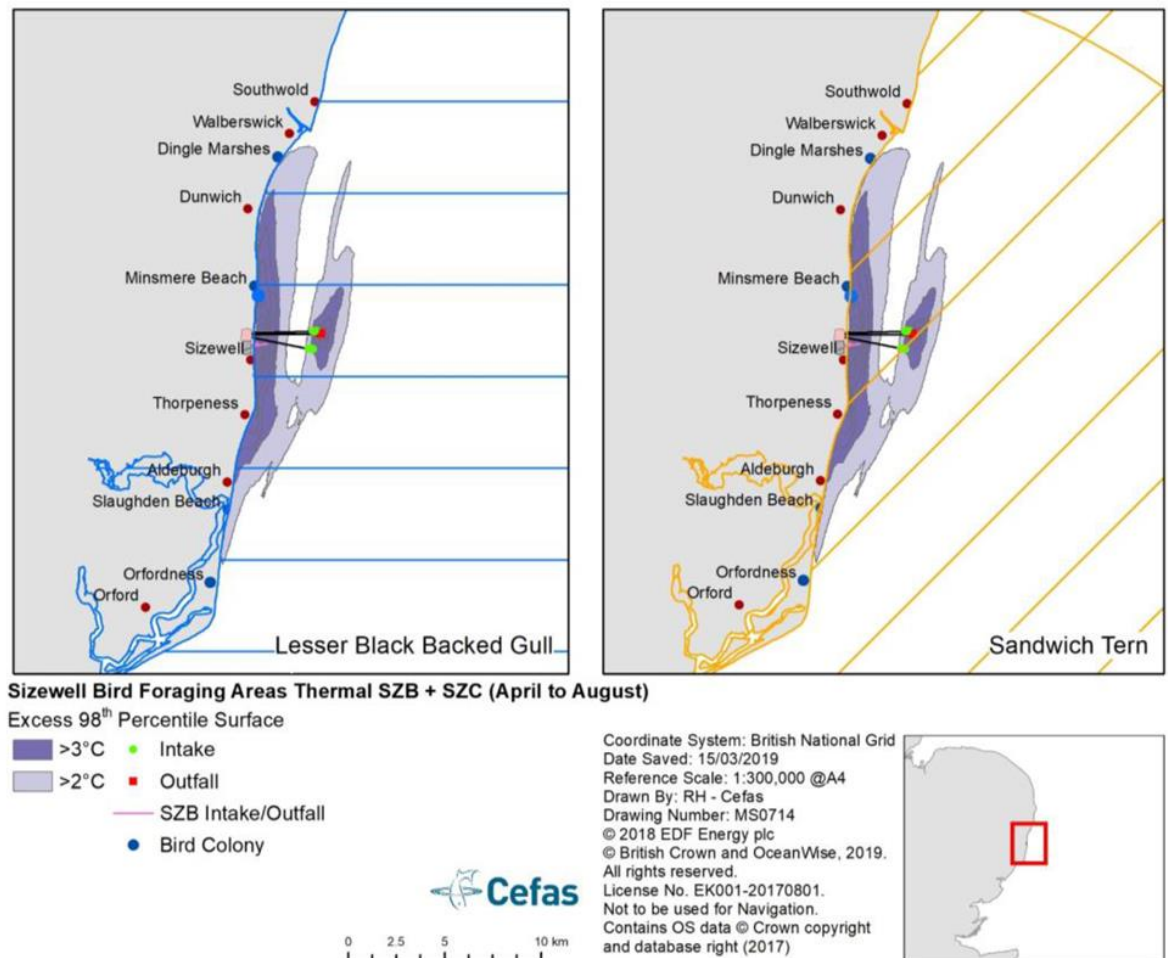 Southwold
Walberswick
Dingle Marshes
Dunwich
Minsmere Beach
Sizewell
Thorpeness
Aldeburgh
Slaughden Beach
Orfordness
Orford
Lesser Black Backed Gull
Southwold
Walberswick
Dingle Marshes
Dunwich
Minsmere Beach
Sizewell
Thorpeness
Aldeburgh
Slaughden Beach
Orfordness
Orford
Sandwich Tern
Sizewell Bird Foraging Areas Thermal SZB + SZC (April to August)
Excess 98th Percentile Surface
>3°C Intake
>2°C Outfall
SZB Intake/Outfall
Bird Colony
Cefas
0 2.5 5 10 km
Coordinate System: British National Grid
Date Saved: 15/03/2019
Reference Scale: 1:300,000 @A4
Drawn By: RH - Cefas
Drawing Number: MS0714
© 2018 EDF Energy plc
© British Crown and OceanWise, 2019.
All rights reserved.
License No. EK001-20170801.
Not to be used for Navigation.
Contains OS data © Crown copyright
and database right (2017)